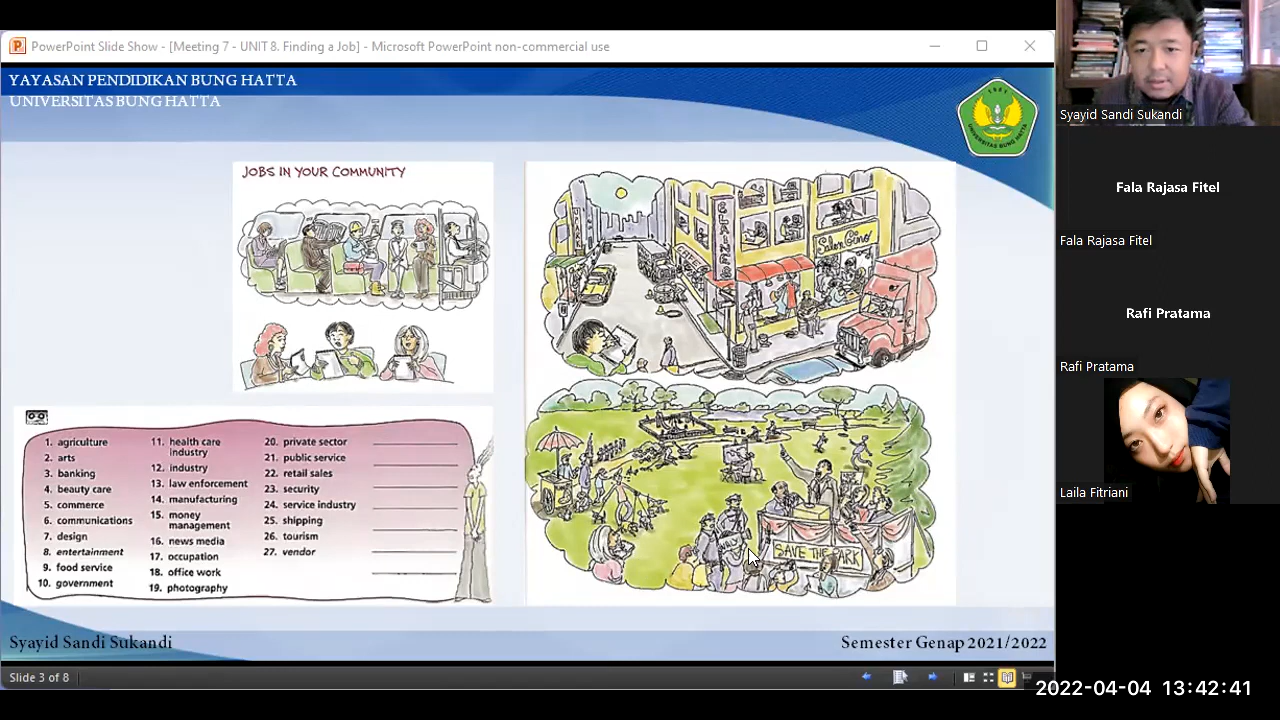 PowerPoint Slide Show - [Meeting 7 - UNIT 8. Finding a Job] - Microsoft PowerPoint non-commercial use
YAYASAN PENDIDIKAN BUNG HATTA
UNIVERSITAS BUNG HATTA
1981
UNIVERSITAS BUNG HATTA
JOBS IN YOUR COMMUNITY
BLAINES
Salon Gino
SAVE THE PARK
1. agriculture
2. arts
3. banking
4. beauty care
5. commerce
6. communications
7. design
8. entertainment
9. food service
10. government
11. health care
industry
12. industry
13. law enforcement
14. manufacturing
15. money
management
16. news media
17. occupation
18. office work
19. photography
20. private sector
21. public service
22. retail sales
23. security
24. service industry
25. shipping
26. tourism
27. vendor
Syayid Sandi Sukandi
Semester Genap 2021/2022
Slide 3 of 8
Syayid Sandi Sukandi
Fala Rajasa Fitel
Fala Rajasa Fitel
Rafi Pratama
Rafi Pratama
Laila Fitriani
2022-04-04 13:42:41